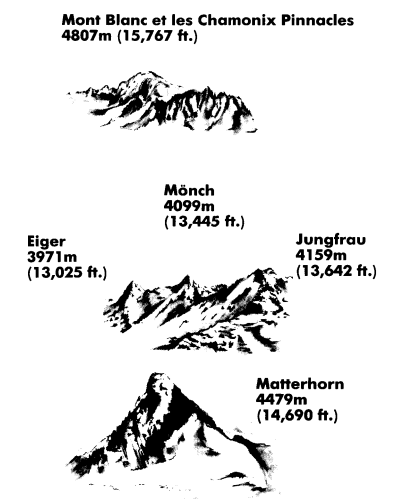 Mont Blanc et les Chamonix Pinnacles
4807m (15,767 ft.)
Mönch
4099m
(13,445 ft.)
Eiger
3971m
(13,025 ft.)
Jungfrau
4159m
(13,642 ft.)
Matterhorn
4479m
(14,690 ft.)